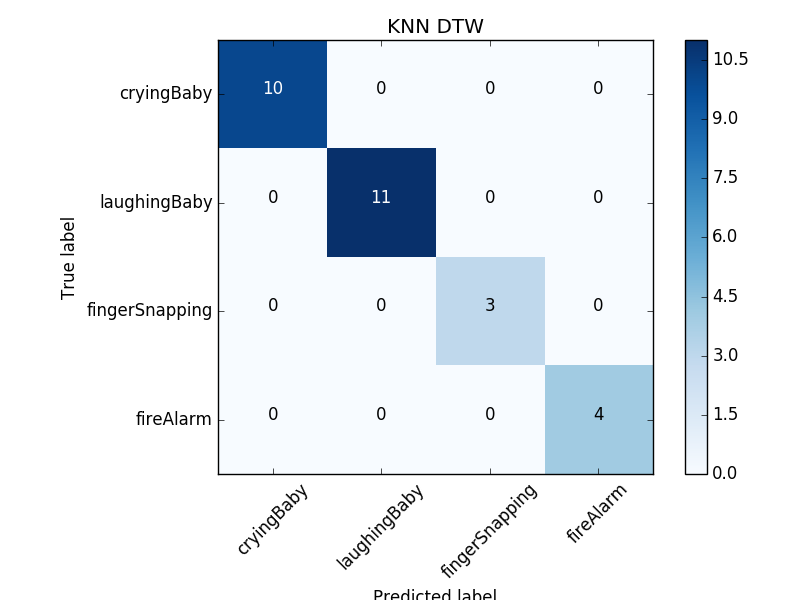 KNN DTW
cryingBaby 10 0 0 0
laughingBaby 0 11 0 0
fingerSnapping 0 0 3 0
fireAlarm 0 0 0 4
True label
cryingBaby laughingBaby fingerSnapping fireAlarm
Predicted label
10.5
9.0
7.5
6.0
4.5
3.0
1.5
0.0